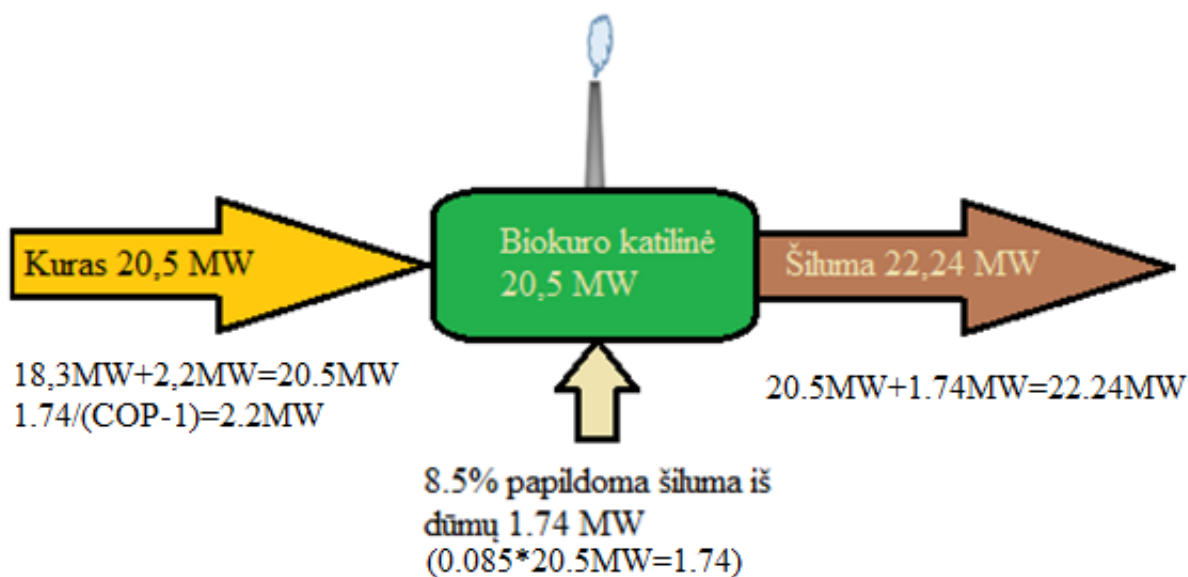 Kuras 20,5 MW
Biokuro katilinė
20,5 MW
Šiluma 22,24 MW
18,3MW+2,2MW=20.5MW
1.74/(COP-1)=2.2MW
20.5MW+1.74MW=22.24MW
8.5% papildoma šiluma iš
dūmų 1.74 MW
(0.085*20.5MW=1.74)